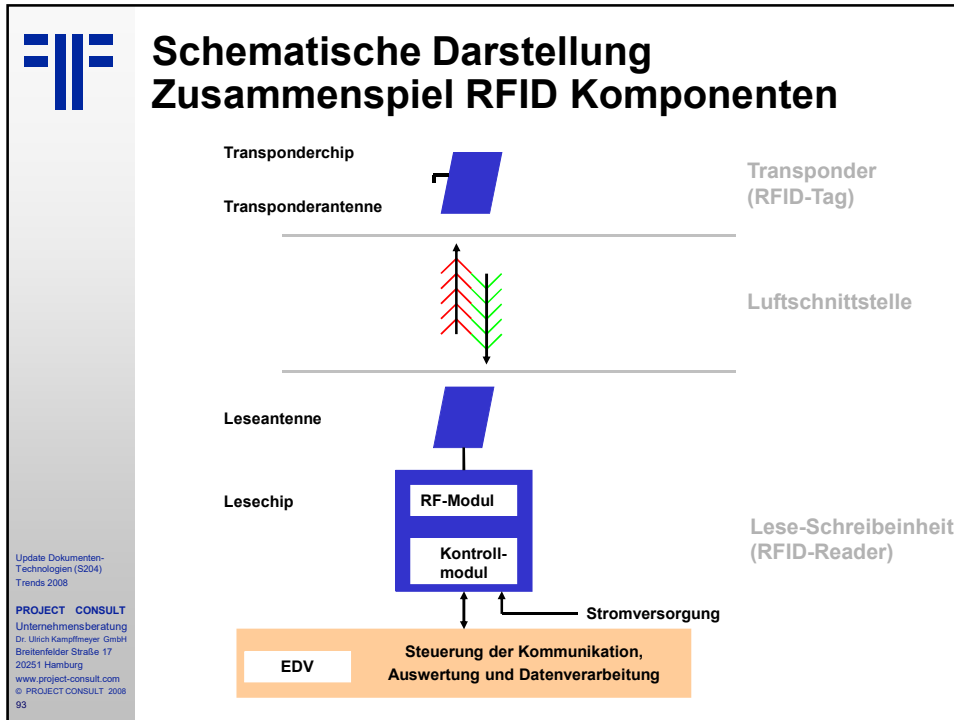 Schematische Darstellung
Zusammenspiel RFID Komponenten
Transponderchip
Transponderantenne
Transponder
(RFID-Tag)
Luftschnittstelle
Leseantenne
Lesechip
RF-Modul
Kontroll-
modul
Lese-Schreibeinheit
(RFID-Reader)
Stromversorgung
EDV
Steuerung der Kommunikation,
Auswertung und Datenverarbeitung
Update Dokumenten-
Technologien (S204)
Trends 2008
PROJECT CONSULT
Unternehmensberatung
Dr. Ulrich Kampffmeyer GmbH
Breitenfelder Straße 17
20251 Hamburg
www.project-consult.com
© PROJECT CONSULT 2008
93